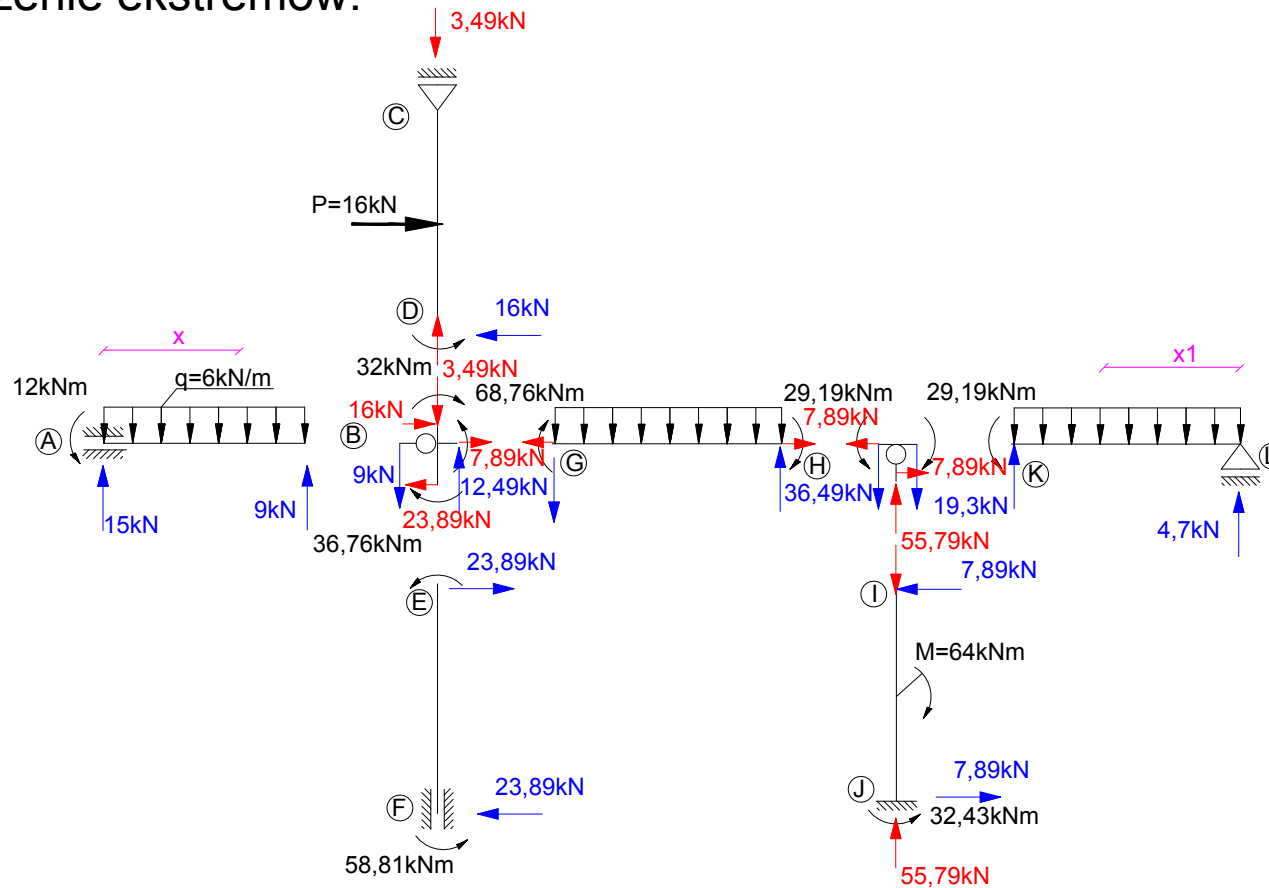 zenie ekstremów.
3,49kN
C
P=16kN
D
16kN
x
32kNm
3,49kN
x1
12kNm
q=6kN/m
68,76kNm
29,19kNm
29,19kNm
16kN
7,89kN
A
B
7,89kN
G
H
7,89kN
K
L
9kN
12,49kN
36,49kN
19,3kN
15kN
9kN
23,89kN
4,7kN
36,76kNm
55,79kN
23,89kN
7,89kN
E
I
M=64kNm
F
23,89kN
J
7,89kN
32,43kNm
58,81kNm
55,79kN